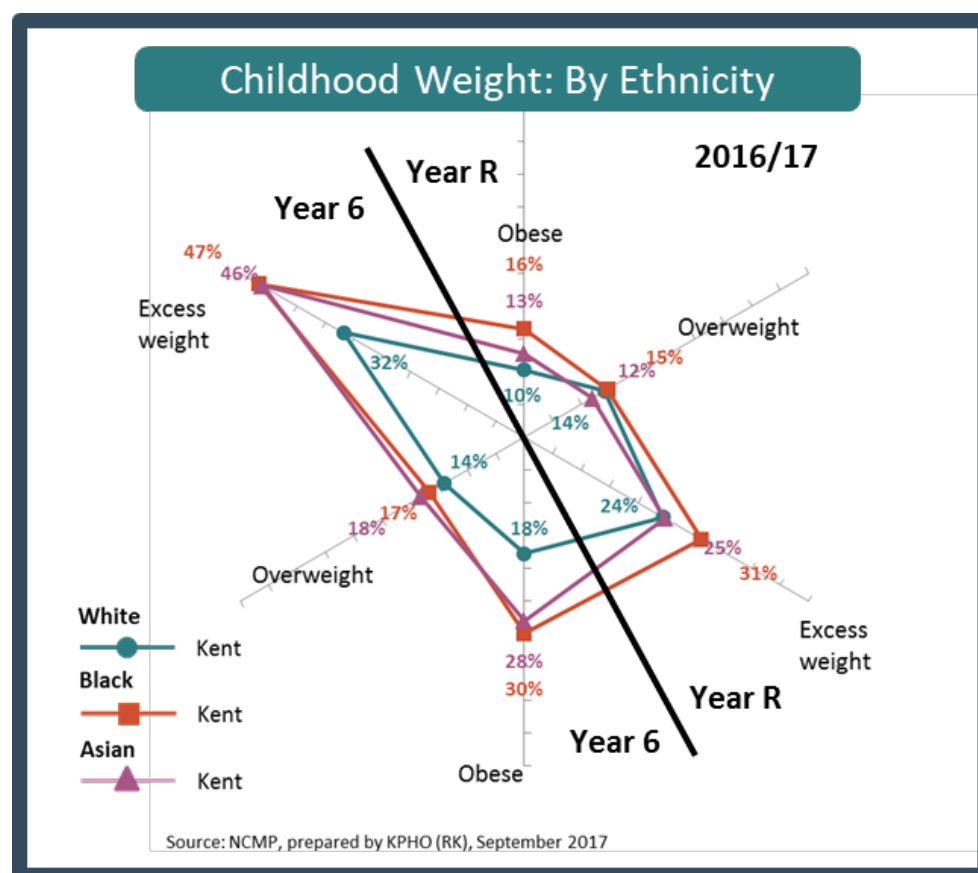 Childhood Weight: By Ethnicity
2016/17
Year R
Year 6
Obese
16%
13%
10%
Overweight
15%
12%
14%
47%
46%
Excess
weight
32%
14%
17%
18%
Overweight
18%
28%
30%
Obese
24%
25%
31%
Excess
weight
Year R
Year 6
White
Kent
Black
Kent
Asian
Kent
Source: NCMP, prepared by KPHO (RK), September 2017